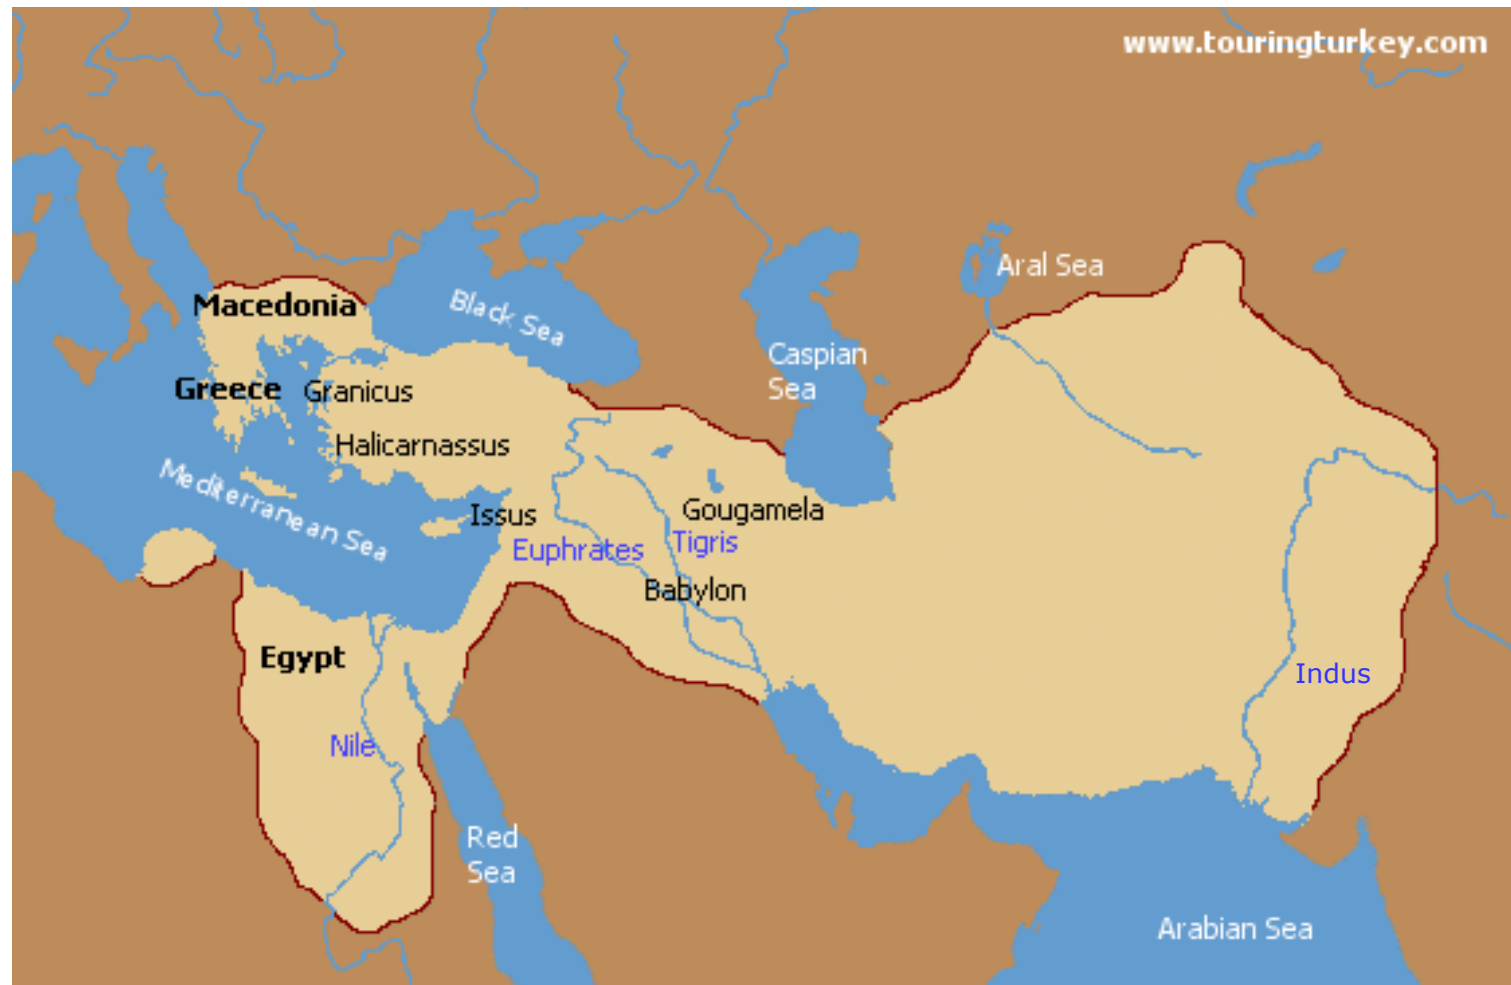 www.touringturkey.com
Aral Sea
Macedonia
Black Sea
Caspian
Sea
Greece
Granicus
Halicarnassus
Mediterranean Sea
Issus
Gougamela
Euphrates
Tigris
Babylon
Egypt
Indus
Nile
Red
Sea
Arabian Sea